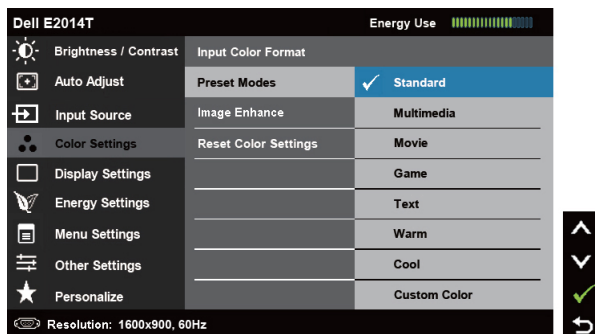 Dell E2014T
Energy Use
Brightness / Contrast
Auto Adjust
Input Source
Color Settings
Display Settings
Energy Settings
Menu Settings
Other Settings
Personalize
Input Color Format
Preset Modes
Image Enhance
Reset Color Settings
Standard
Multimedia
Movie
Game
Text
Warm
Cool
Custom Color
Resolution: 1600x900, 60Hz